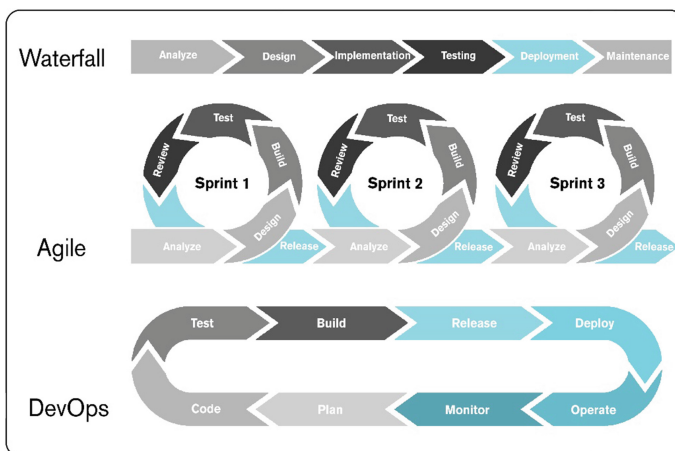 Waterfall
Analyze
Design
Implementation
Testing
Deployment
Maintenance
Agile
Sprint 1
Analyze
Design
Build
Test
Review
Release
Sprint 2
Analyze
Design
Build
Test
Review
Release
Sprint 3
Analyze
Design
Build
Test
Review
Release
DevOps
Test
Build
Release
Deploy
Code
Plan
Monitor
Operate